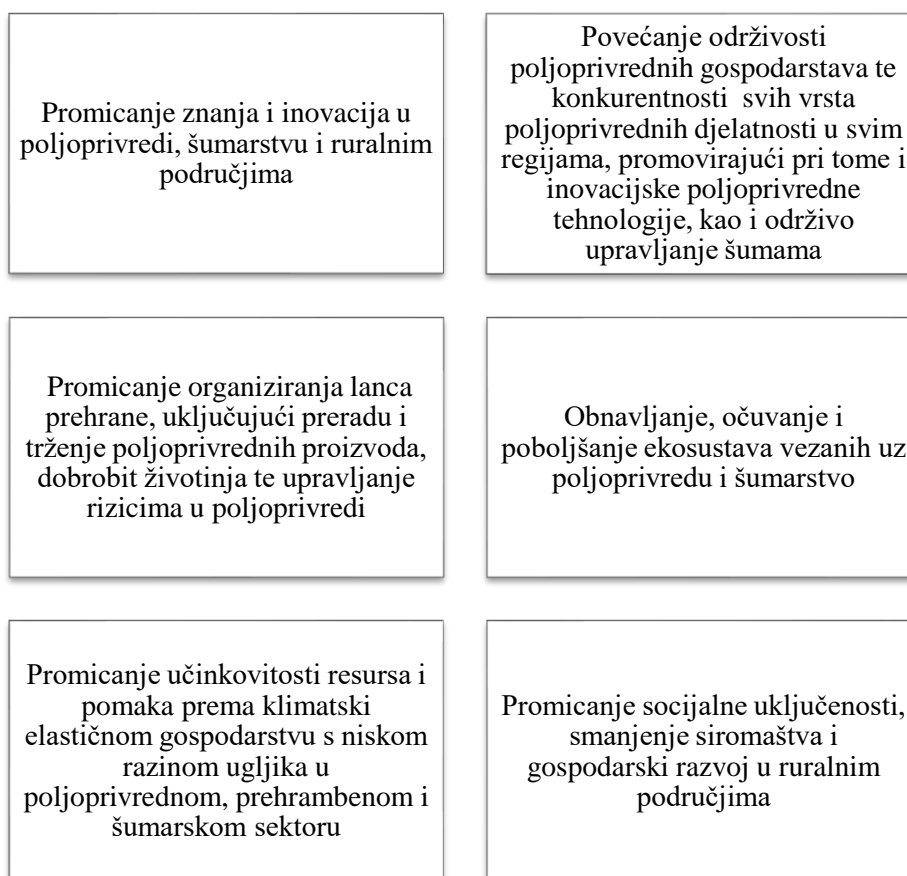 Promicanje znanja i inovacija u
poljoprivredi, šumarstvu i ruralnim
područjima
Povećanje održivosti
poljoprivrednih gospodarstava te
konkurentnosti svih vrsta
poljoprivrednih djelatnosti u svim
regijama, promovirajući pri tome i
inovacijske poljoprivredne
tehnologije, kao i održivo
upravljanje šumama
Promicanje organiziranja lanca
prehrane, uključujući preradu i
trženje poljoprivrednih proizvoda,
dobrobit životinja te upravljanje
rizicima u poljoprivredi
Obnavljanje, očuvanje i
poboljšanje ekosustava vezanih uz
poljoprivredu i šumarstvo
Promicanje učinkovitosti resursa i
pomaka prema klimatski
elastičnom gospodarstvu s niskom
razinom ugljika u
poljoprivrednom, prehrambenom i
šumarskom sektoru
Promicanje socijalne uključenosti,
smanjenje siromaštva i
gospodarski razvoj u ruralnim
područjima